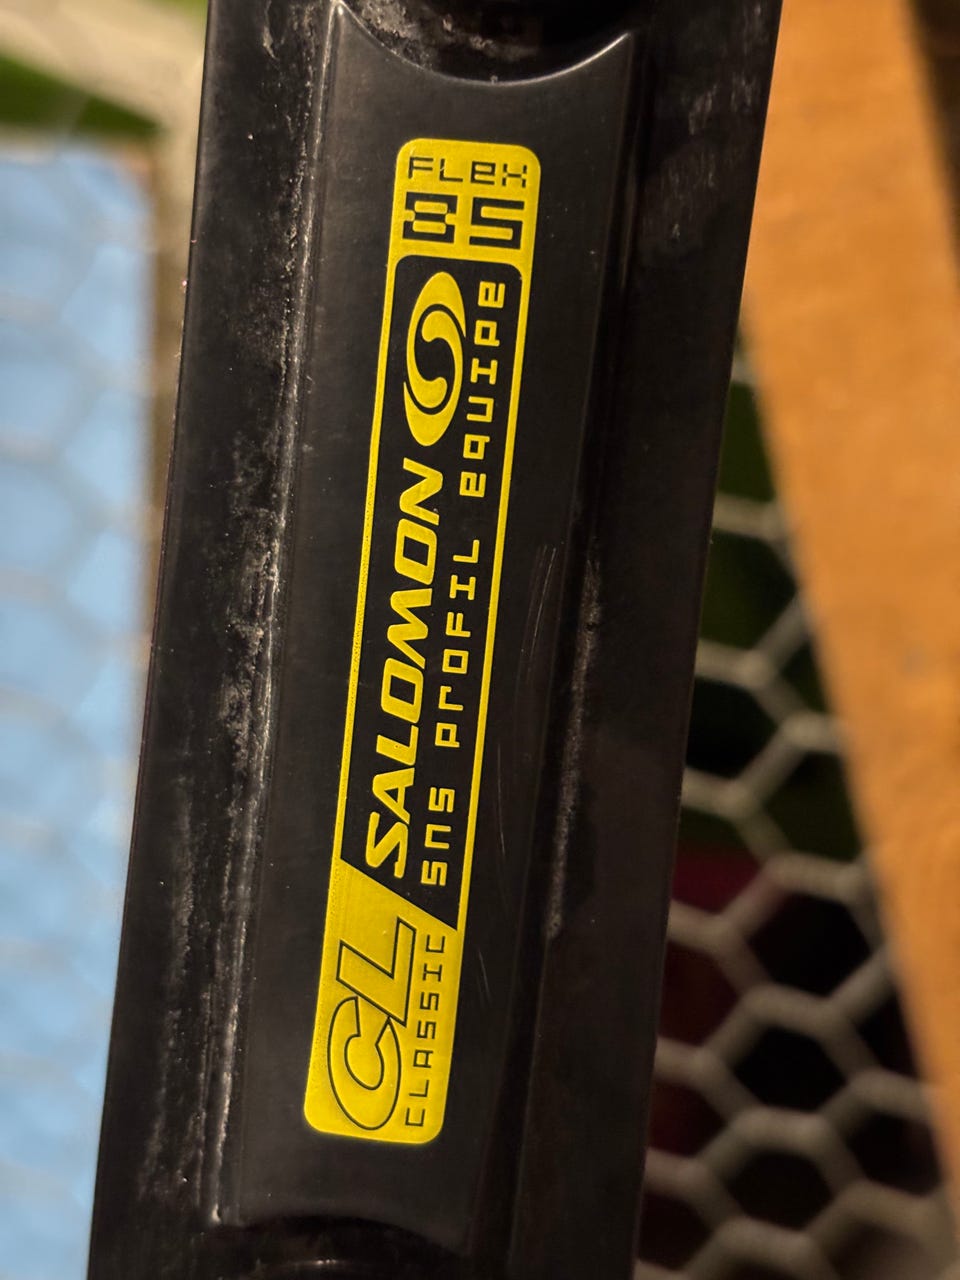 FLEX
85
SALOMON
SNS PROFIL EQUIPE
CL
CLASSIC